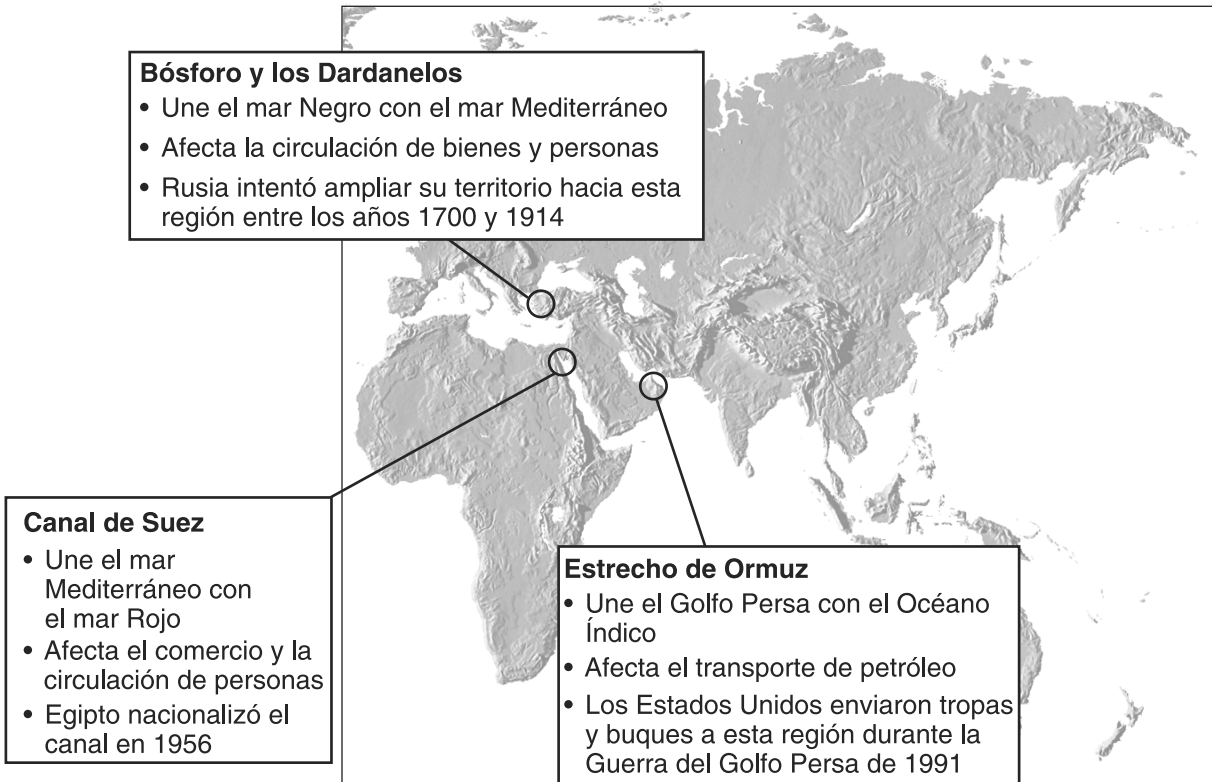 Bósforo y los Dardanelos
• Une el mar Negro con el mar Mediterráneo
• Afecta la circulación de bienes y personas
• Rusia intentó ampliar su territorio hacia esta
región entre los años 1700 y 1914
Canal de Suez
• Une el mar
Mediterráneo con
el mar Rojo
• Afecta el comercio y la
circulación de personas
• Egipto nacionalizó el
canal en 1956
Estrecho de Ormuz
• Une el Golfo Persa con el Océano
Índico
• Afecta el transporte de petróleo
• Los Estados Unidos enviaron tropas
y buques a esta región durante la
Guerra del Golfo Persa de 1991